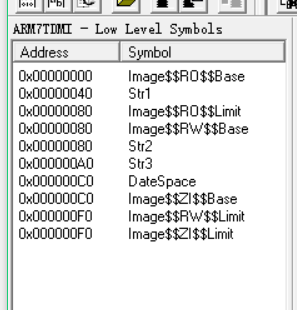 ARM7TDMI - Low Level Symbols
Address Symbol
0x00000000 Image$$RO$$Base
0x00000040 Str1
0x00000080 Image$$RO$$Limit
0x00000080 Image$$RW$$Base
0x00000080 Str2
0x000000A0 Str3
0x000000C0 DateSpace
0x000000C0 Image$$ZI$$Base
0x000000F0 Image$$RW$$Limit
0x000000F0 Image$$ZI$$Limit